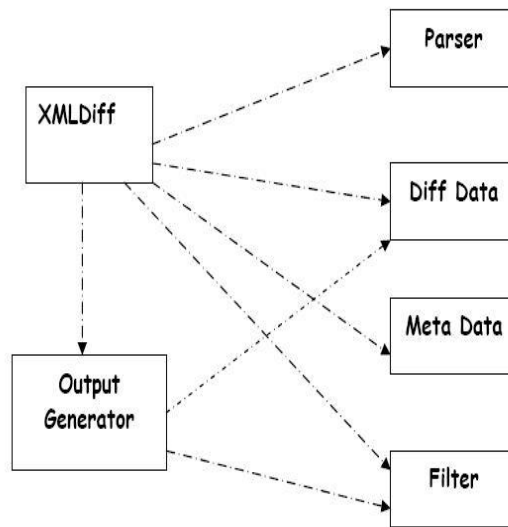 Parser
XMLDiff
Diff Data
Meta Data
Output
Generator
Filter